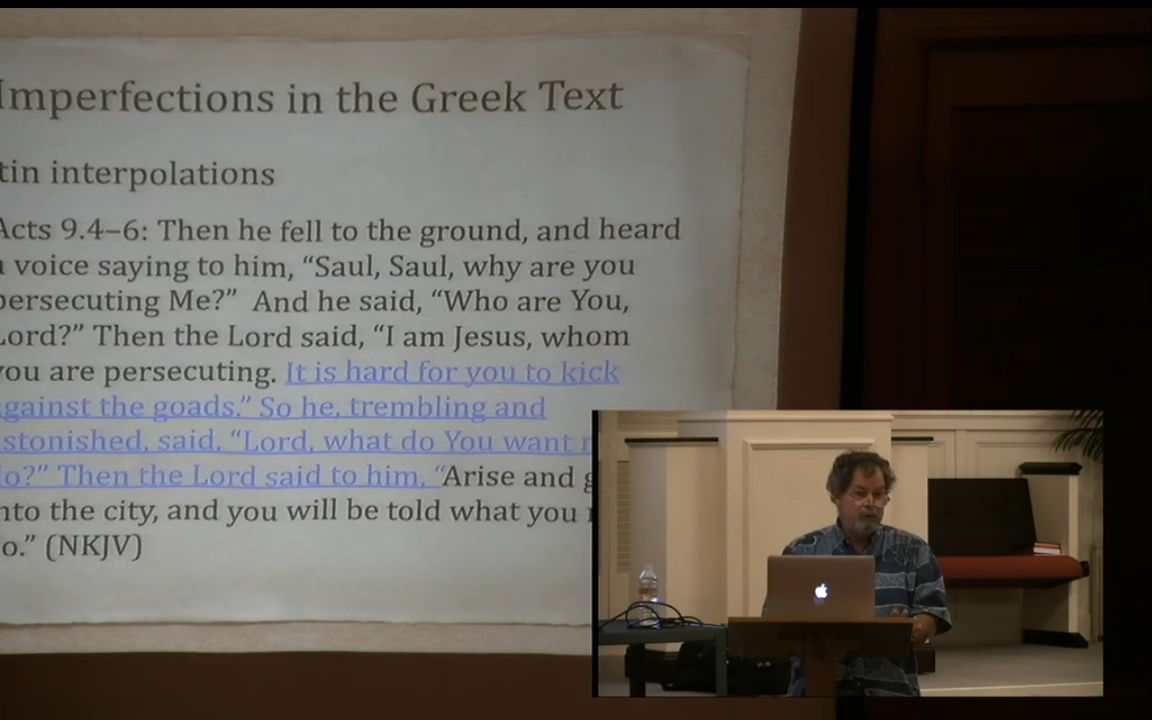 Imperfections in the Greek Text
tin interpolations
Acts 9.4–6: Then he fell to the ground, and heard
a voice saying to him, “Saul, Saul, why are you
persecuting Me?” And he said, “Who are You,
Lord?” Then the Lord said, “I am Jesus, whom
you are persecuting. It is hard for you to kick
against the goads.” So he, trembling and
astonished, said, “Lord, what do You want
do?” Then the Lord said to him, “Arise and
into the city, and you will be told what you
do.” (NKJV)